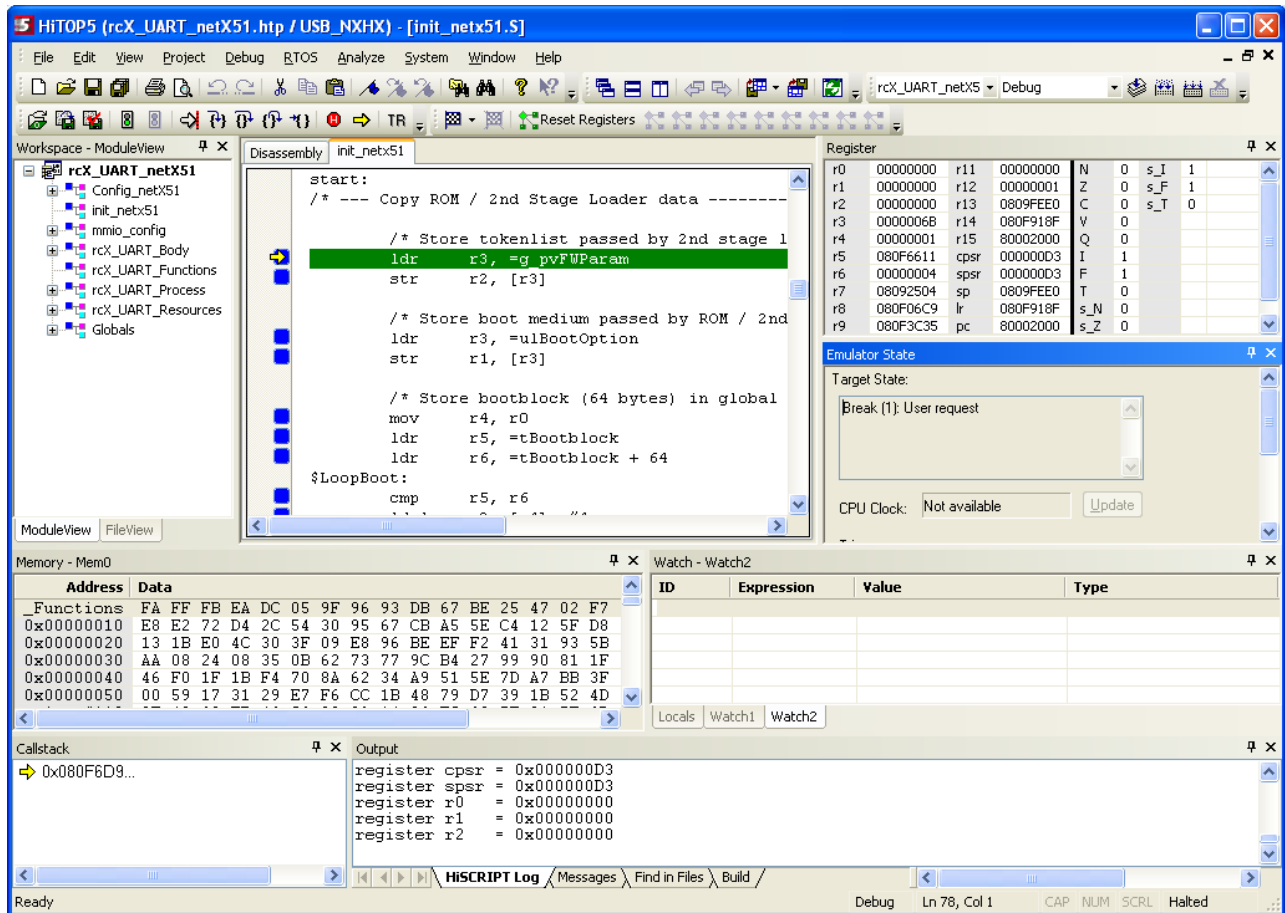 HiTOP5 (rcX_UART_netX51.htp / USB_NXHX) - [init_netx51.S]
File Edit View Project Debug RTOS Analyze System Window Help
rcX_UART_netX5 Debug
TR Reset Registers
Workspace - ModuleView
rcX_UART_netX51
Config_netX51
init_netx51
mmio_config
rcX_UART_Body
rcX_UART_Functions
rcX_UART_Process
rcX_UART_Resources
Globals
ModuleView FileView
Disassembly init_netx51
start:
/* --- Copy ROM / 2nd Stage Loader data --------
/* Store tokenlist passed by 2nd stage l
ldr r3, =g_pvFWParam
str r2, [r3]
/* Store boot medium passed by ROM / 2nd
ldr r3, =ulBootOption
str r1, [r3]
/* Store bootblock (64 bytes) in global
mov r4, r0
ldr r5, =tBootblock
ldr r6, =tBootblock + 64
$LoopBoot:
cmp r5, r6
Register
r0 00000000 r11 00000000 N 0 s_I 1
r1 00000000 r12 00000001 Z 0 s_F 1
r2 00000000 r13 0809FEE0 C 0 s_T 0
r3 0000006B r14 080F918F V 0
r4 00000001 r15 80002000 Q 0
r5 080F6611 cpsr 000000D3 I 1
r6 00000004 spsr 000000D3 F 1
r7 08092504 sp 0809FEE0 T 0
r8 080F06C9 lr 080F918F s_N 0
r9 080F3C35 pc 80002000 s_Z 0
Emulator State
Target State:
Break (1): User request
CPU Clock: Not available Update
Memory - Mem0
Address Data
_Functions FA FF FB EA DC 05 9F 96 93 DB 67 BE 25 47 02 F7
0x00000010 E8 E2 72 D4 2C 54 30 95 67 CB A5 5E C4 12 5F D8
0x00000020 13 1B E0 4C 30 3F 09 E8 96 BE EF F2 41 31 93 5B
0x00000030 AA 08 24 08 35 0B 62 73 77 9C B4 27 99 90 81 1F
0x00000040 46 F0 1F 1B F4 70 8A 62 34 A9 51 5E 7D A7 BB 3F
0x00000050 00 59 17 31 29 E7 F6 CC 1B 48 79 D7 39 1B 52 4D
Watch - Watch2
ID Expression Value Type
Locals Watch1 Watch2
Callstack
0x080F6D9...
Output
register cpsr = 0x000000D3
register spsr = 0x000000D3
register r0 = 0x00000000
register r1 = 0x00000000
register r2 = 0x00000000
HiSCRIPT Log Messages Find in Files Build
Ready Debug Ln 78, Col 1 CAP NUM SCRL Halted